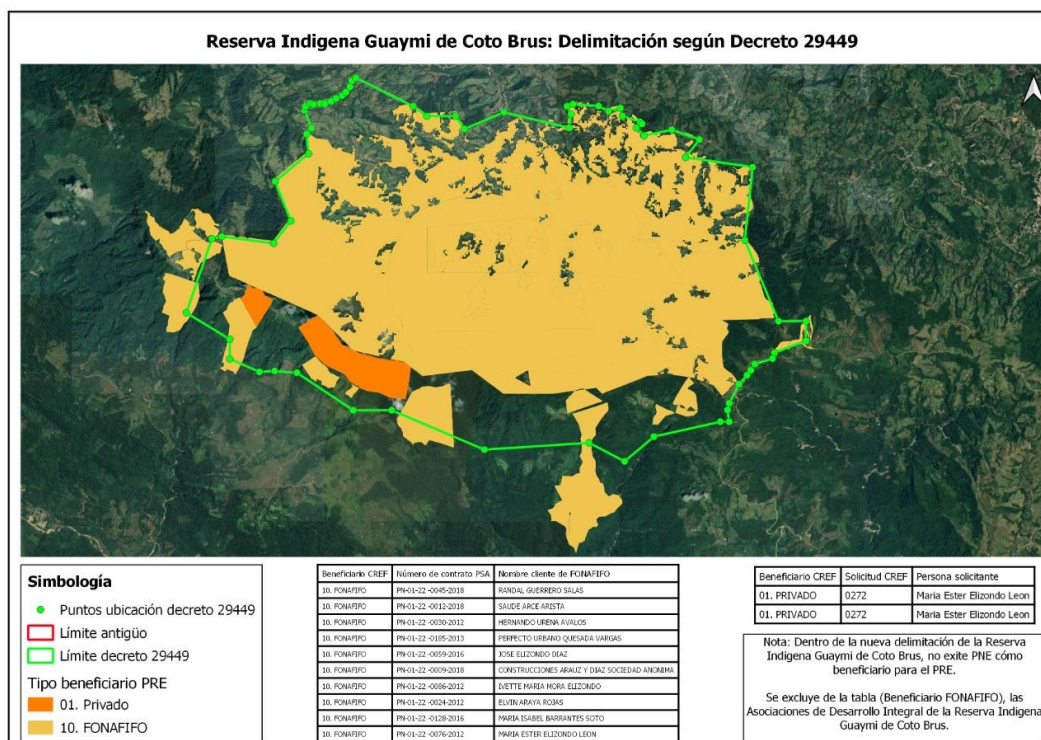 Reserva Indigena Guaymi de Coto Brus: Delimitación según Decreto 29449
Simbología
Puntos ubicación decreto 29449
Límite antigüo
Límite decreto 29449
Tipo beneficiario PRE
01. Privado
10. FONAFIFO
Beneficiario CREF Número de contrato PSA Nombre cliente de FONAFIFO
10. FONAFIFO PN-01-22 -0045-2018 RANDAL GUERRERO SALAS
10. FONAFIFO PN-01-22 -0012-2018 SAUDE ARCE ARISTA
10. FONAFIFO PN-01-22 -0030-2012 HERNANDO URENA AVALOS
10. FONAFIFO PN-01-22 -0185-2013 PERFECTO URBANO QUESADA VARGAS
10. FONAFIFO PN-01-22 -0059-2016 JOSE ELIZONDO DIAZ
10. FONAFIFO PN-01-22 -0009-2018 CONSTRUCCIONES ARAUZ Y DIAZ SOCIEDAD ANONIMA
10. FONAFIFO PN-01-22 -0086-2012 IVETTE MARIA MORA ELIZONDO
10. FONAFIFO PN-01-22 -0024-2012 ELVIN ARAYA ROJAS
10. FONAFIFO PN-01-22 -0128-2016 MARIA ISABEL BARRANTES SOTO
10. FONAFIFO PN-01-22 -0076-2012 MARIA ESTER ELIZONDO LEON
Beneficiario CREF Solicitud CREF Persona solicitante
01. PRIVADO 0272 Maria Ester Elizondo Leon
01. PRIVADO 0272 Maria Ester Elizondo Leon
Nota: Dentro de la nueva delimitación de la Reserva
Indigena Guaymi de Coto Brus, no exite PNE cómo
beneficiario para el PRE.
Se excluye de la tabla (Beneficiario FONAFIFO), las
Asociaciones de Desarrollo Integral de la Reserva Indigena
Guaymi de Coto Brus.